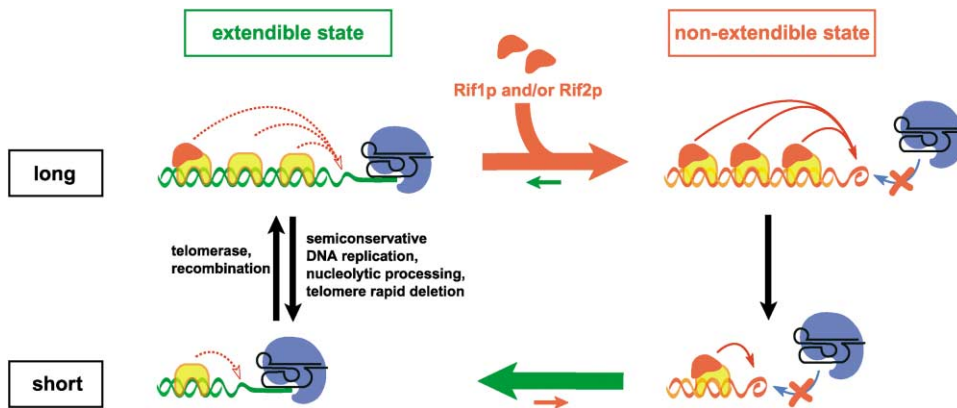 extendible state
non-extendible state
Rif1p and/or Rif2p
long
telomerase,
recombination
semiconservative
DNA replication,
nucleolytic processing,
telomere rapid deletion
short